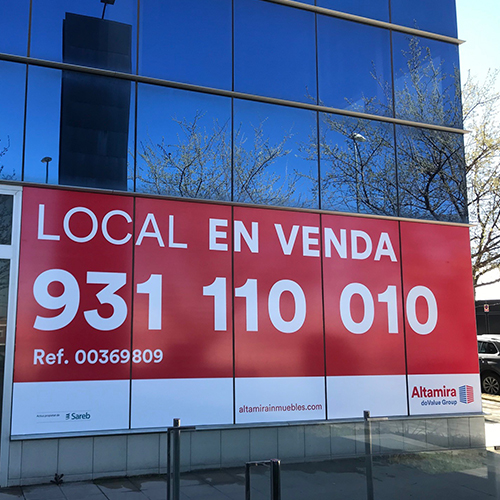 LOCAL EN VENDA
931 110 010
Ref. 00369809
Sareb
altamirainmuebles.com
Altamira
doValue Group